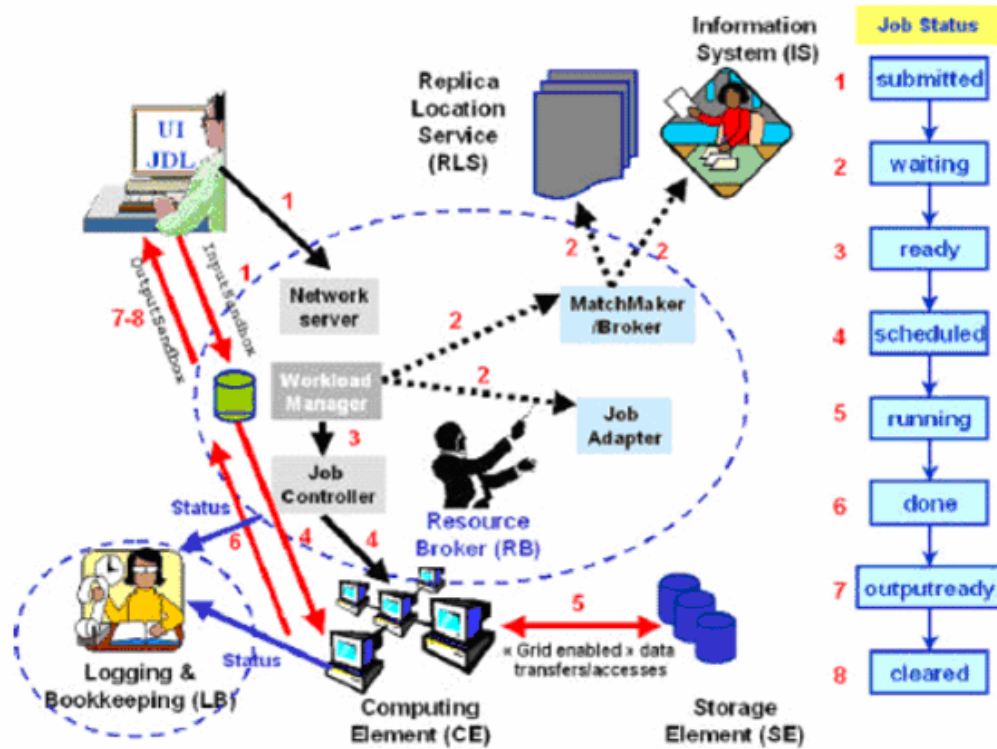 Information
System (IS)
Replica
Location
Service
(RLS)
UI
JDL
1
InputSandbox
1
OutputSandbox
7-8
2
2
Network
server
2
MatchMaker
/Broker
Workload
Manager
2
Job
Adapter
3
Job
Controller
Resource
Broker (RB)
Status
6
4
4
5
« Grid enabled » data
transfers/accesses
Status
Logging &
Bookkeeping (LB)
Computing
Element (CE)
Storage
Element (SE)
Job Status
1
submitted
2
waiting
3
ready
4
scheduled
5
running
6
done
7
outputready
8
cleared